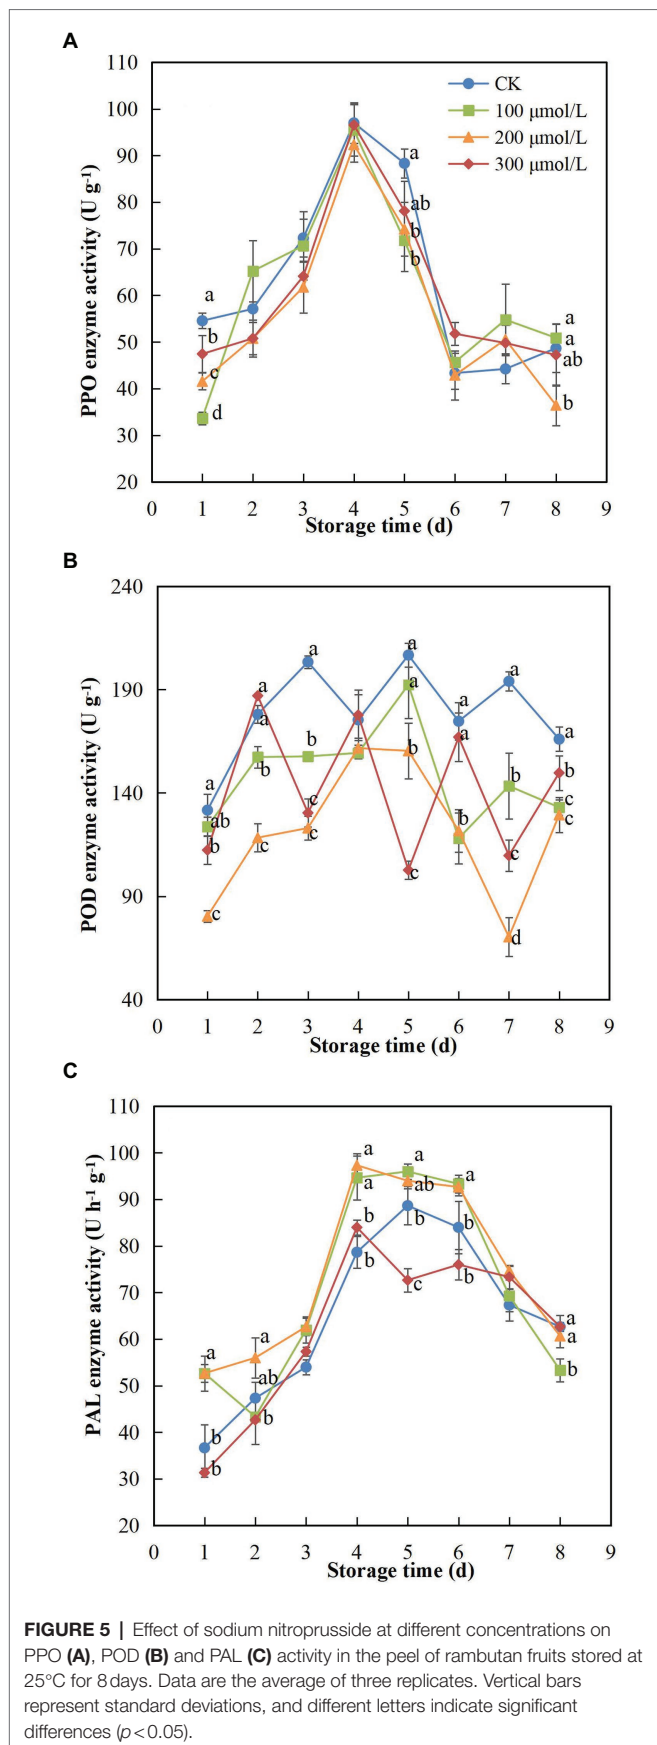 A
110
100
90
80
70
60
50
40
30
20
PPO enzyme activity (U g-1)
CK
100 μmol/L
200 μmol/L
300 μmol/L
a
b
c
d
a
ab
b
b
a
a
ab
b
0 1 2 3 4 5 6 7 8 9
Storage time (d)
B
240
190
140
90
40
POD enzyme activity (U g-1)
a
ab
b
c
a
a
b
c
a
b
c
c
a
a
b
c
a
a
b
b
a
b
c
d
a
b
c
c
0 1 2 3 4 5 6 7 8 9
Storage time (d)
C
110
100
90
80
70
60
50
40
30
20
PAL enzyme activity (U h-1 g-1)
a
b
b
a
ab
b
a
a
b
b
a
ab
b
c
a
b
b
a
a
b
0 1 2 3 4 5 6 7 8 9
Storage time (d)
FIGURE 5 | Effect of sodium nitroprusside at different concentrations on
PPO (A), POD (B) and PAL (C) activity in the peel of rambutan fruits stored at
25°C for 8 days. Data are the average of three replicates. Vertical bars
represent standard deviations, and different letters indicate significant
differences (p < 0.05).